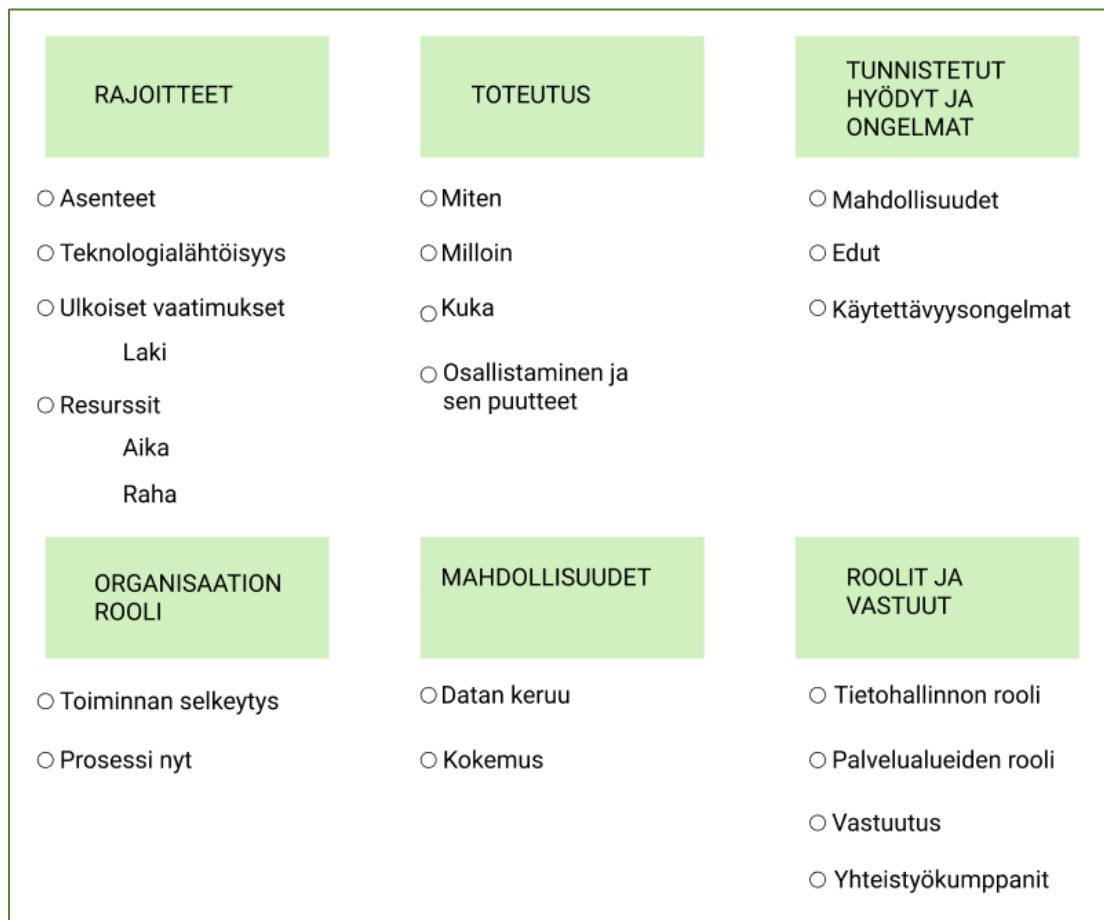 RAJOITTEET
Asenteet
Teknologialähtöisyys
Ulkoiset vaatimukset
Laki
Resurssit
Aika
Raha
TOTEUTUS
Miten
Milloin
Kuka
Osallistaminen ja
sen puutteet
TUNNISTETUT
HYÖDYT JA
ONGELMAT
Mahdollisuudet
Edut
Käytettävyysongelmat
ORGANISAATION
ROOLI
Toiminnan selkeytys
Prosessi nyt
MAHDOLLISUUDET
Datan keruu
Kokemus
ROOLIT JA
VASTUUT
Tietohallinnon rooli
Palvelualueiden rooli
Vastuutus
Yhteistyökumppanit